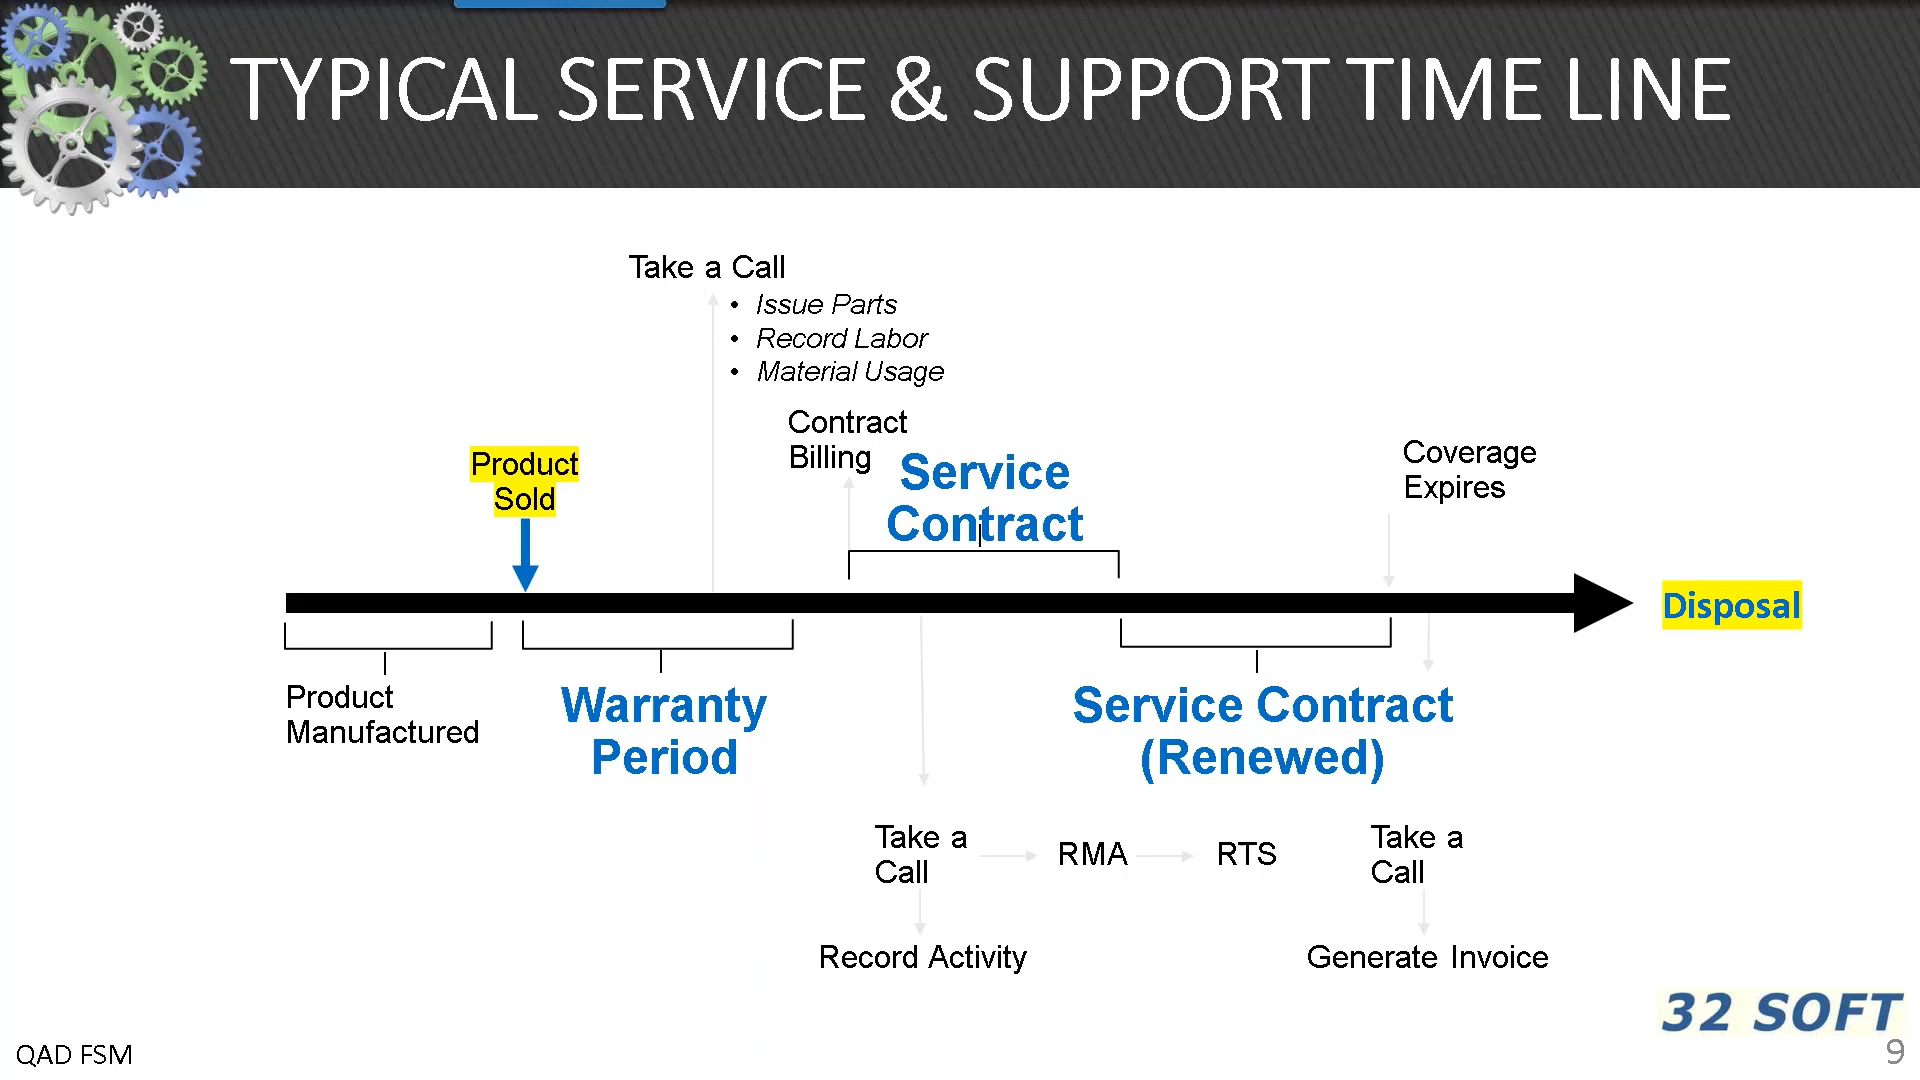 TYPICAL SERVICE & SUPPORT TIME LINE
Take a Call
• Issue Parts
• Record Labor
• Material Usage
Contract
Billing
Service
Contract
Product
Sold
Coverage
Expires
Disposal
Product
Manufactured
Warranty
Period
Service Contract
(Renewed)
Take a
Call
RMA
RTS
Take a
Call
Record Activity
Generate Invoice
32 SOFT
QAD FSM
9